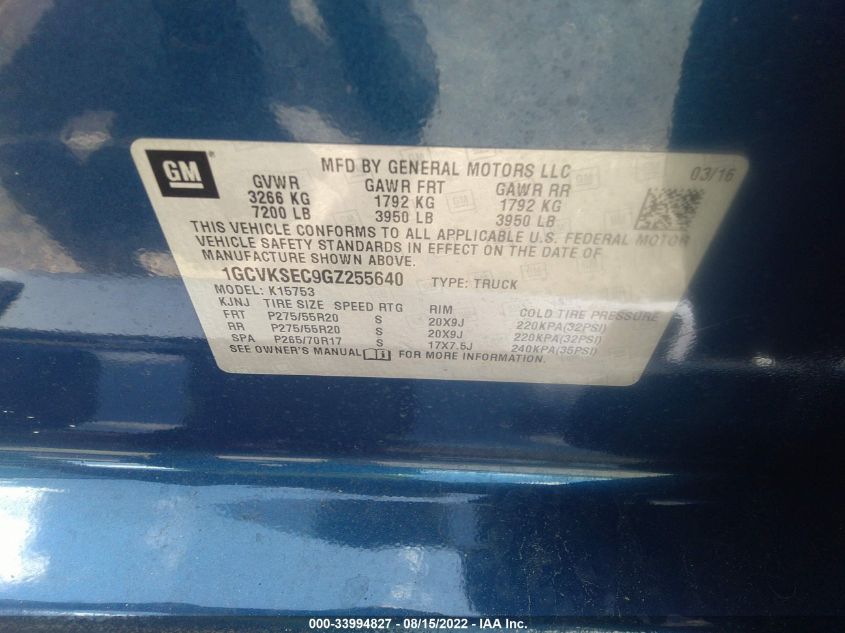 GM
MFD BY GENERAL MOTORS LLC 03/16
GVWR GAWR FRT GAWR RR
3266 KG 1792 KG 1792 KG
7200 LB 3950 LB 3950 LB
THIS VEHICLE CONFORMS TO ALL APPLICABLE U.S. FEDERAL MOTOR
VEHICLE SAFETY STANDARDS IN EFFECT ON THE DATE OF
MANUFACTURE SHOWN ABOVE.
1GCVKSEC9GZ255640 TYPE: TRUCK
MODEL: K15753
KJNJ TIRE SIZE SPEED RTG RIM COLD TIRE PRESSURE
FRT P275/55R20 S 20X9J 220KPA(32PSI)
RR P275/55R20 S 20X9J 220KPA(32PSI)
SPA P265/70R17 S 17X7.5J 240KPA(35PSI)
SEE OWNER'S MANUAL FOR MORE INFORMATION.
000-33994827 - 08/15/2022 - IAA Inc.